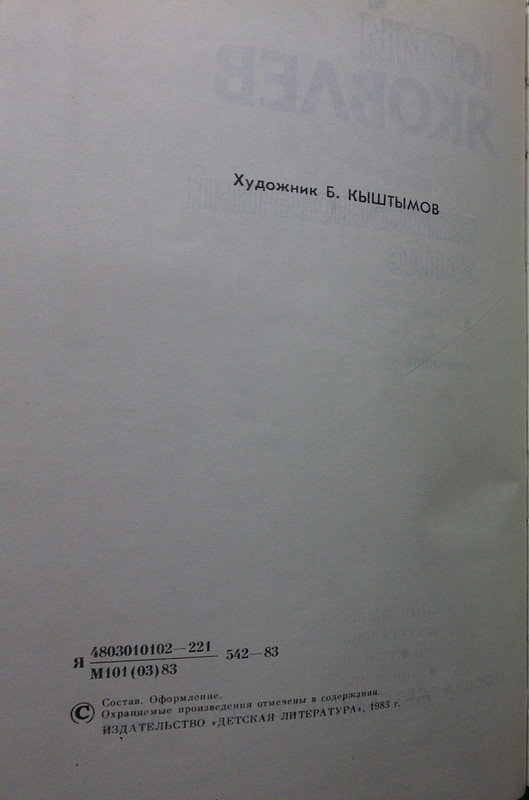 Художник Б. КЫШТЫМОВ
Я 4803010102—221 542—83
М101(03)83
© Состав. Оформление.
Охраняемые произведения отмечены в содержании.
ИЗДАТЕЛЬСТВО «ДЕТСКАЯ ЛИТЕРАТУРА», 1983 г.